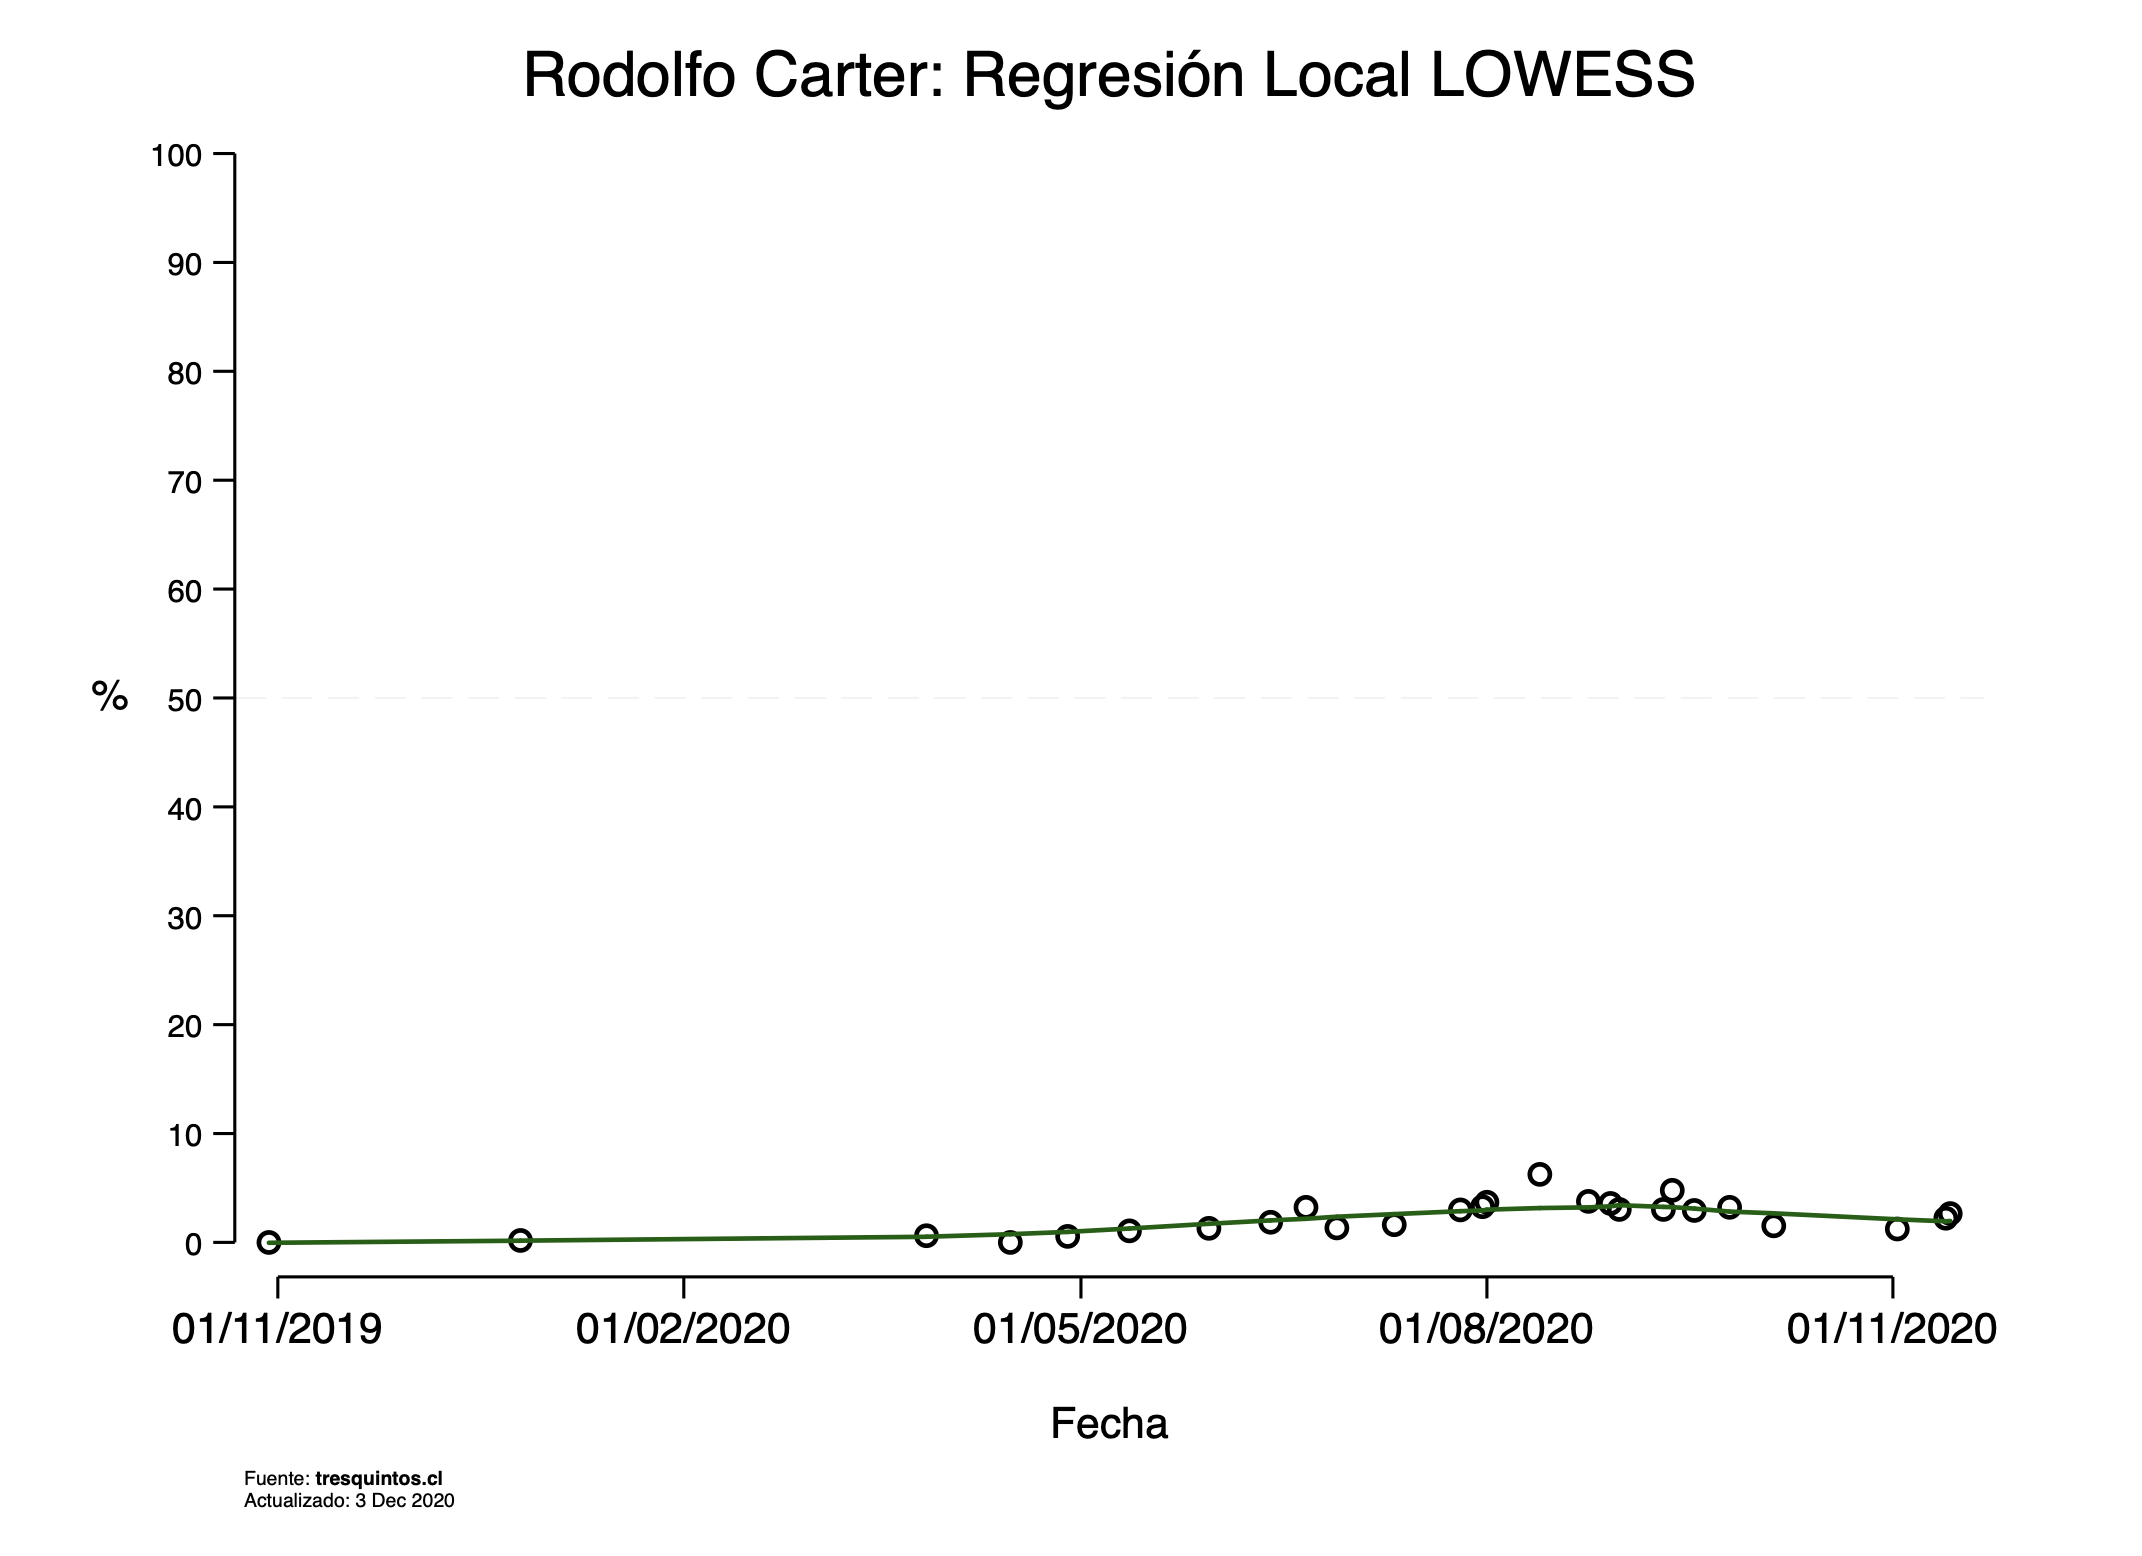 Rodolfo Carter: Regresión Local LOWESS
100
90
80
70
60
50
40
30
20
10
0
%
01/11/2019 01/02/2020 01/05/2020 01/08/2020 01/11/2020
Fecha
Fuente: tresquintos.cl
Actualizado: 3 Dec 2020